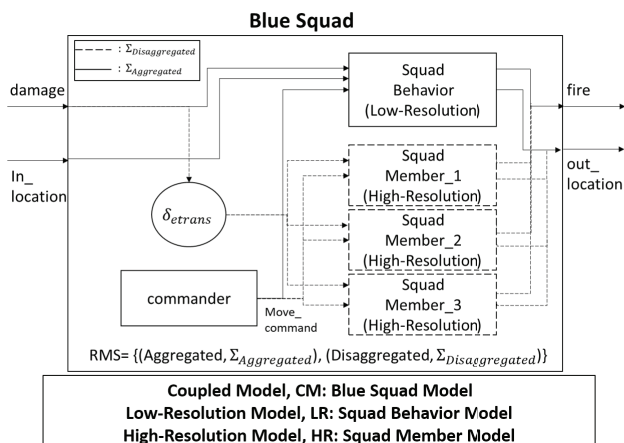 Blue Squad
: Σ_Disaggregated
: Σ_Aggregated
damage
In_
location
Squad
Behavior
(Low-Resolution)
fire
out_
location
Squad
Member_1
(High-Resolution)
δ_etrans
Squad
Member_2
(High-Resolution)
commander
Move_
command
Squad
Member_3
(High-Resolution)
RMS= {(Aggregated, Σ_Aggregated), (Disaggregated, Σ_Disaggregated)}
Coupled Model, CM: Blue Squad Model
Low-Resolution Model, LR: Squad Behavior Model
High-Resolution Model, HR: Squad Member Model